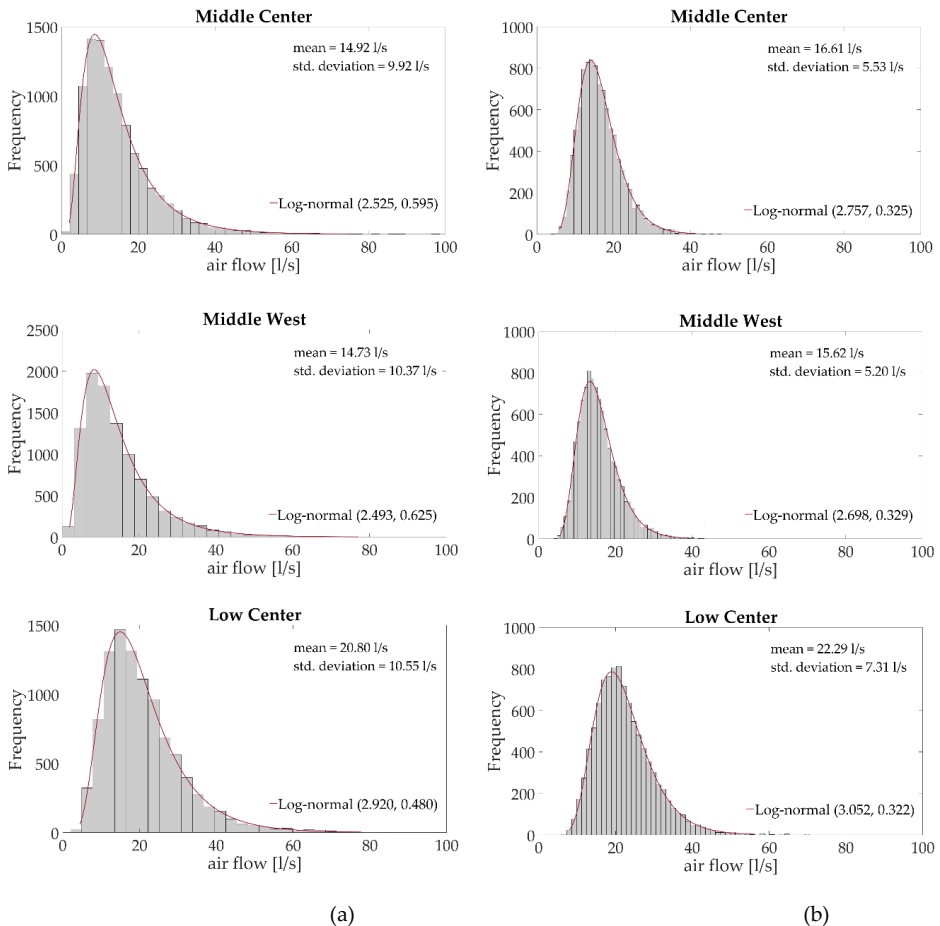 Middle Center
1500
1000
500
0
Frequency
mean = 14.92 l/s
std. deviation = 9.92 l/s
Log-normal (2.525, 0.595)
0 20 40 60 80 100
air flow [l/s]
Middle Center
1000
800
600
400
200
0
Frequency
mean = 16.61 l/s
std. deviation = 5.53 l/s
Log-normal (2.757, 0.325)
0 20 40 60 80 100
air flow [l/s]
Middle West
2500
2000
1500
1000
500
0
Frequency
mean = 14.73 l/s
std. deviation = 10.37 l/s
Log-normal (2.493, 0.625)
0 20 40 60 80 100
air flow [l/s]
Middle West
1000
800
600
400
200
0
Frequency
mean = 15.62 l/s
std. deviation = 5.20 l/s
Log-normal (2.698, 0.329)
0 20 40 60 80 100
air flow [l/s]
Low Center
1500
1000
500
0
Frequency
mean = 20.80 l/s
std. deviation = 10.55 l/s
Log-normal (2.920, 0.480)
0 20 40 60 80 100
air flow [l/s]
Low Center
1000
800
600
400
200
0
Frequency
mean = 22.29 l/s
std. deviation = 7.31 l/s
Log-normal (3.052, 0.322)
0 20 40 60 80 100
air flow [l/s]
(a)
(b)